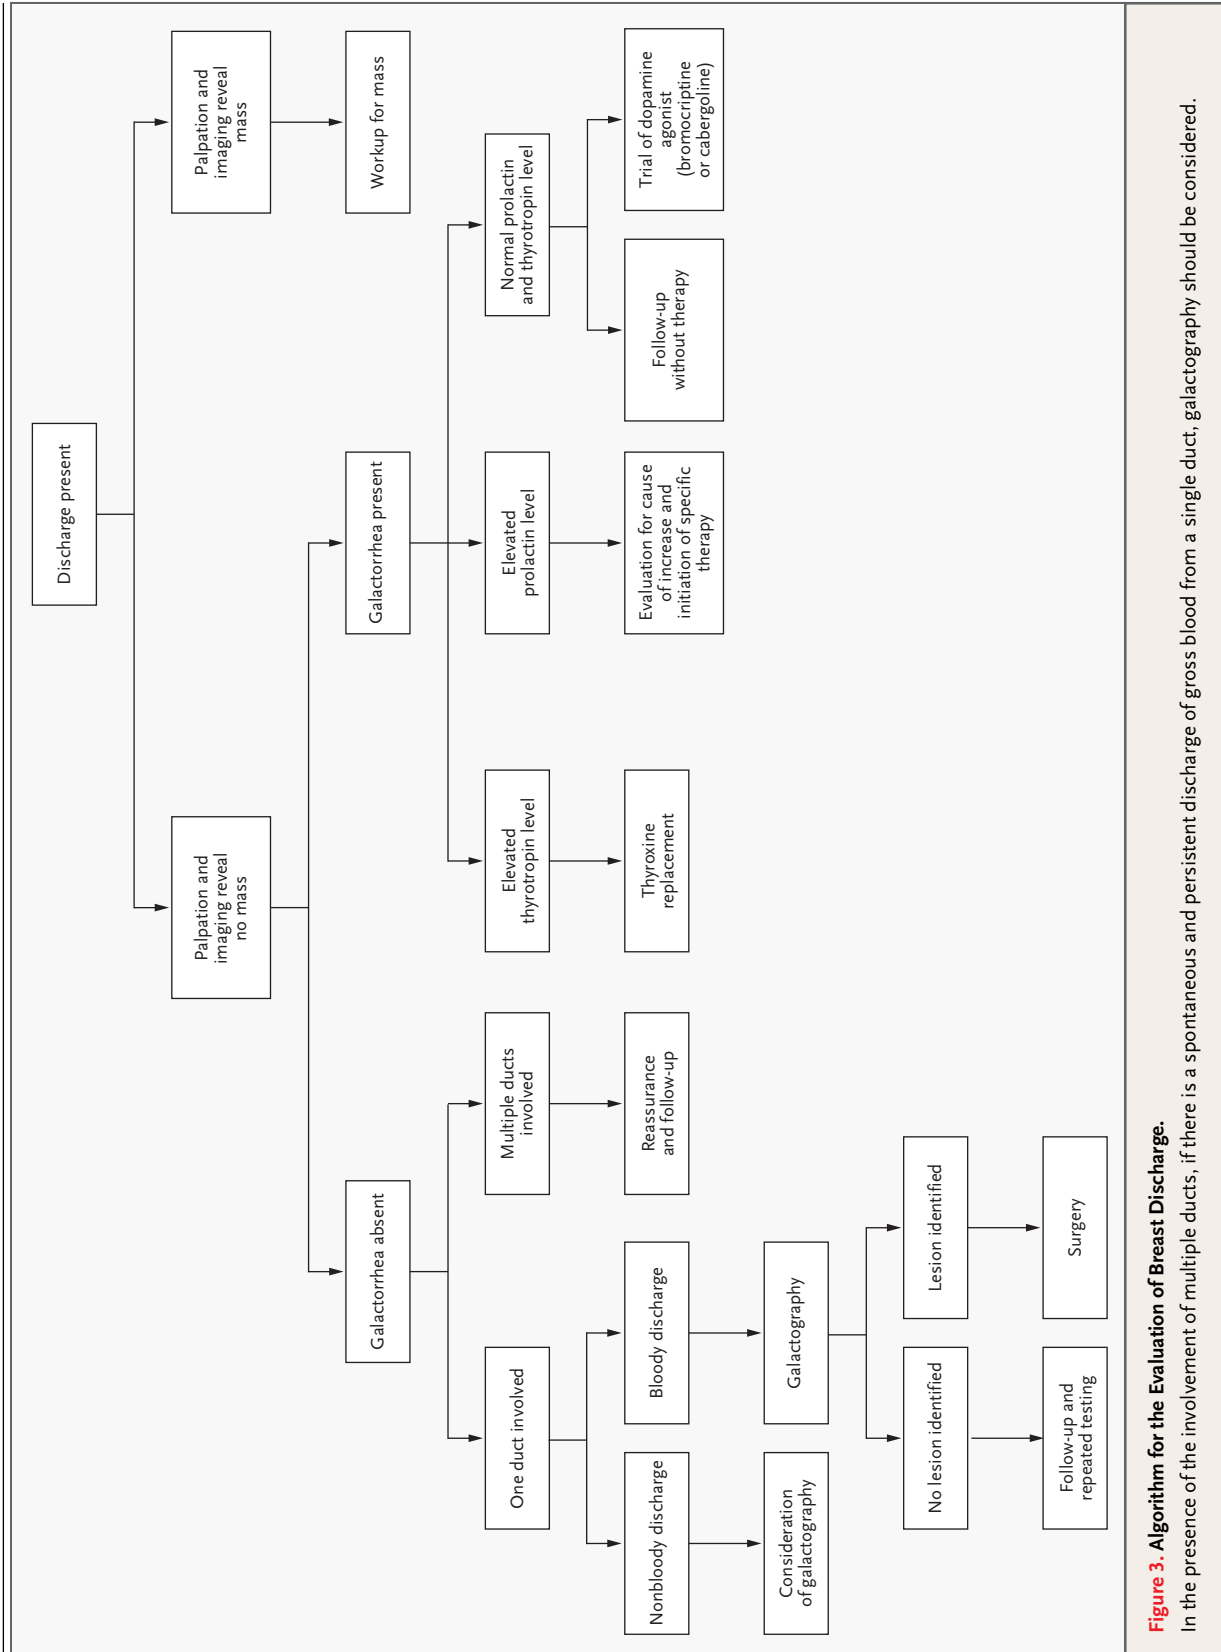 Discharge present
Palpation and
imaging reveal
no mass
Palpation and
imaging reveal
mass
Galactorrhea absent
Galactorrhea present
Workup for mass
One duct involved
Multiple ducts
involved
Elevated
thyrotropin level
Elevated
prolactin level
Normal prolactin
and thyrotropin level
Nonbloody discharge
Bloody discharge
Reassurance
and follow-up
Thyroxine
replacement
Evaluation for cause
of increase and
initiation of specific
therapy
Follow-up
without therapy
Trial of dopamine
agonist
(bromocriptine
or cabergoline)
Consideration
of galactography
Galactography
No lesion identified
Lesion identified
Follow-up and
repeated testing
Surgery
Figure 3. Algorithm for the Evaluation of Breast Discharge.
In the presence of the involvement of multiple ducts, if there is a spontaneous and persistent discharge of gross blood from a single duct, galactography should be considered.